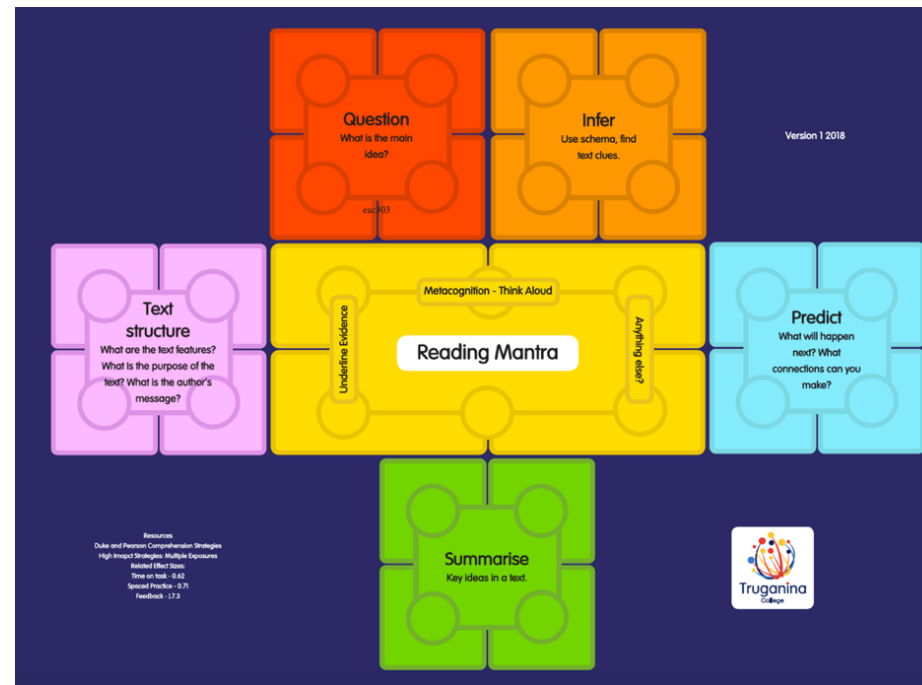 Question
What is the main
idea?
eac303
Infer
Use schema, find
text clues.
Version 1 2018
Text
structure
What are the text features?
What is the purpose of the
text? What is the author's
message?
Metacognition - Think Aloud
Underline Evidence
Reading Mantra
Anything else?
Predict
What will happen
next? What
connections can you
make?
Summarise
Key ideas in a text.
Resources
Duke and Pearson Comprehension Strategies
High Imapct Strategies: Multiple Exposures
Related Effect Sizes:
Time on task - 0.62
Spaced Practice - 0.71
Feedback - L7.3
Truganina
College